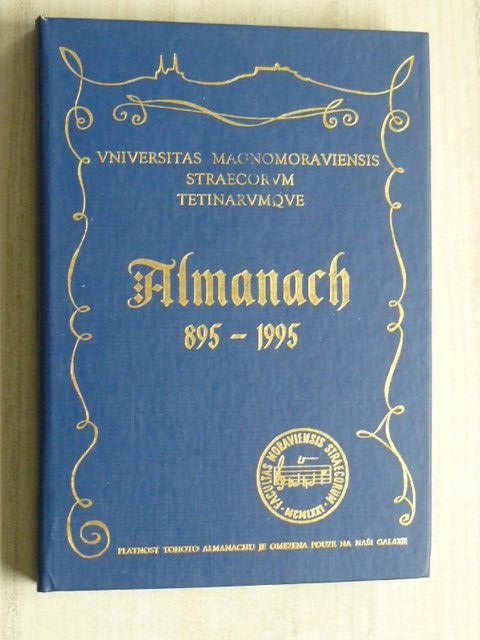 VNIVERSITAS MAGNOMORAVIENSIS
STRAECORVM
TETINARVMQVE
Almanach
895 – 1995
FACULTAS MORAVIENSIS STRAECORUM
tr
MCMLXXI
PLATNOST TOHOTO ALMANACHU JE OMEZENA POUZE NA NAŠI GALAXII